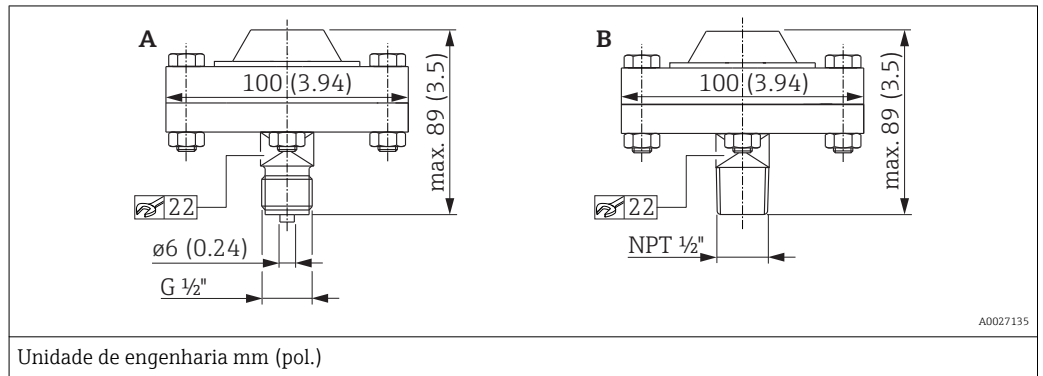 A
100 (3.94)
max. 89 (3.5)
22
ø6 (0.24)
G ½"
B
100 (3.94)
max. 89 (3.5)
22
NPT ½"
A0027135
Unidade de engenharia mm (pol.)